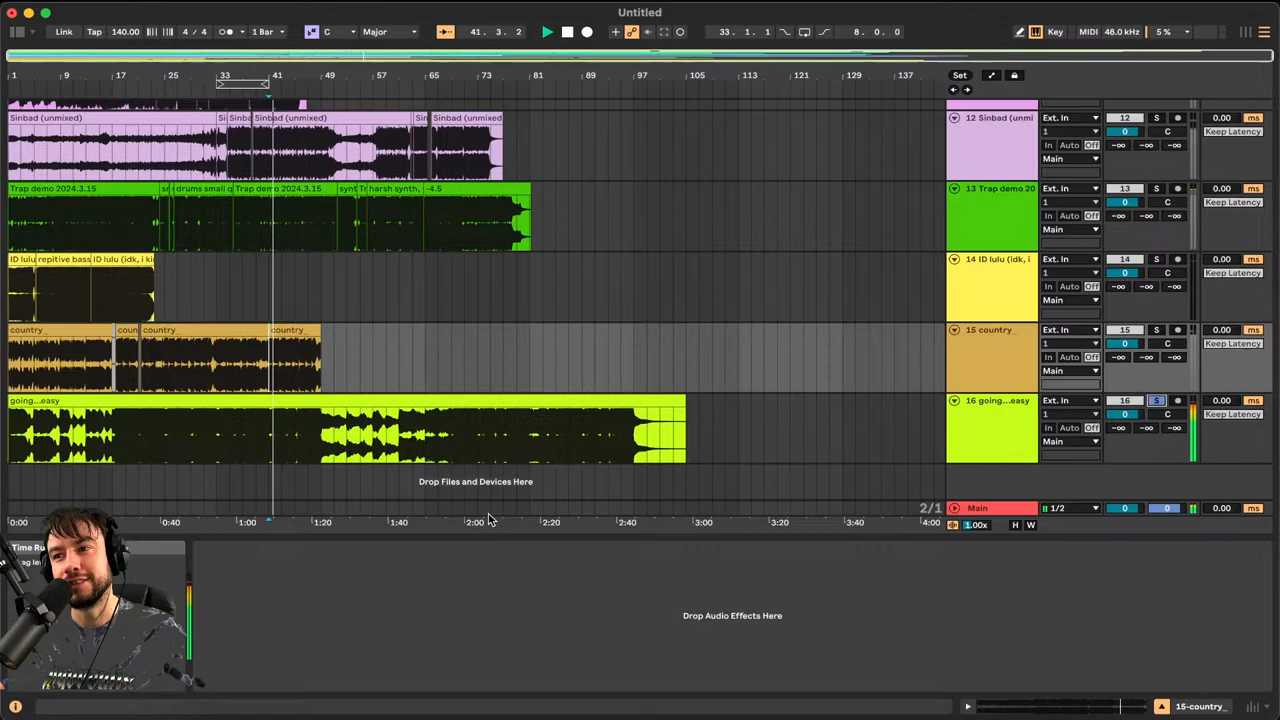 Untitled
Link Tap 140.00 4 / 4 1 Bar C Major 41. 3. 2 33. 1. 1 8. 0. 0 Key MIDI 48.0 kHz 5 %
1 9 17 25 33 41 49 57 65 73 81 89 97 105 113 121 129 137 Set
Sinbad (unmixed) Si Sinba Sinbad (unmixed) Sin Sinbad (unmixed 12 Sinbad (unmi Ext. In 12 S 0.00 ms
1 0 C Keep Latency
In Auto Off -∞ -∞ -∞
Main
Trap demo 2024.3.15 drums small q Trap demo 2024.3.15 synt Tr harsh synth, -4.5 13 Trap demo 20 Ext. In 13 S 0.00 ms
1 0 C Keep Latency
In Auto Off -∞ -∞ -∞
Main
ID lulu repitive bass ID lulu (idk, i ki 14 ID lulu (idk, i Ext. In 14 S 0.00 ms
1 0 C Keep Latency
In Auto Off -∞ -∞ -∞
Main
country_ coun country_ country 15 country_ Ext. In 15 S 0.00 ms
1 0 C Keep Latency
In Auto Off -∞ -∞ -∞
Main
going...easy 16 going...easy Ext. In 16 S 0.00 ms
1 0 C Keep Latency
In Auto Off -∞ -∞ -∞
Main
Drop Files and Devices Here
2/1 Main 1/2 0 0 0.00 ms
0:00 0:40 1:00 1:20 1:40 2:00 2:20 2:40 3:00 3:20 3:40 4:00 1.00x H W
Time Ru
Drop Audio Effects Here
15-country_